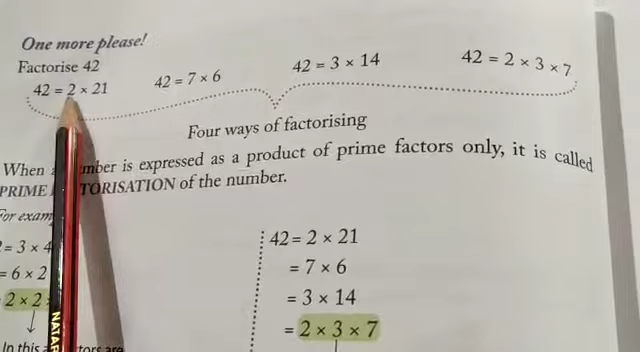 One more please!
Factorise 42
42 = 2 × 21 42 = 7 × 6 42 = 3 × 14 42 = 2 × 3 × 7
Four ways of factorising
When a number is expressed as a product of prime factors only, it is called
PRIME FACTORISATION of the number.
For exam
= 3 × 4
= 6 × 2
2 × 2
In this
tors are
42 = 2 × 21
= 7 × 6
= 3 × 14
= 2 × 3 × 7
NATAR